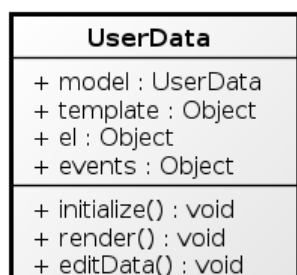 UserData
+ model : UserData
+ template : Object
+ el : Object
+ events : Object
+ initialize() : void
+ render() : void
+ editData() : void